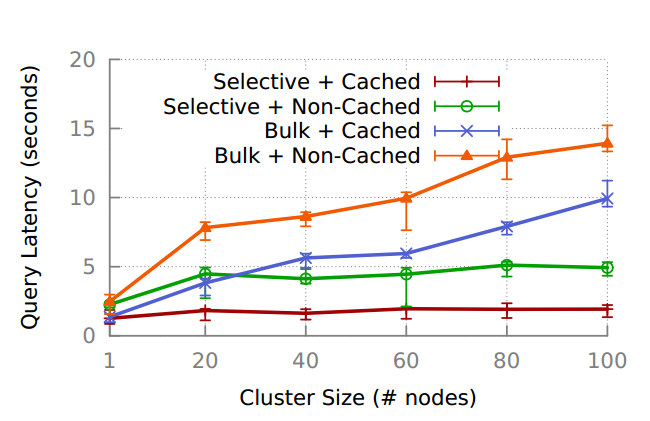 20
15
10
5
0
Query Latency (seconds)
Selective + Cached
Selective + Non-Cached
Bulk + Cached
Bulk + Non-Cached
1 20 40 60 80 100
Cluster Size (# nodes)